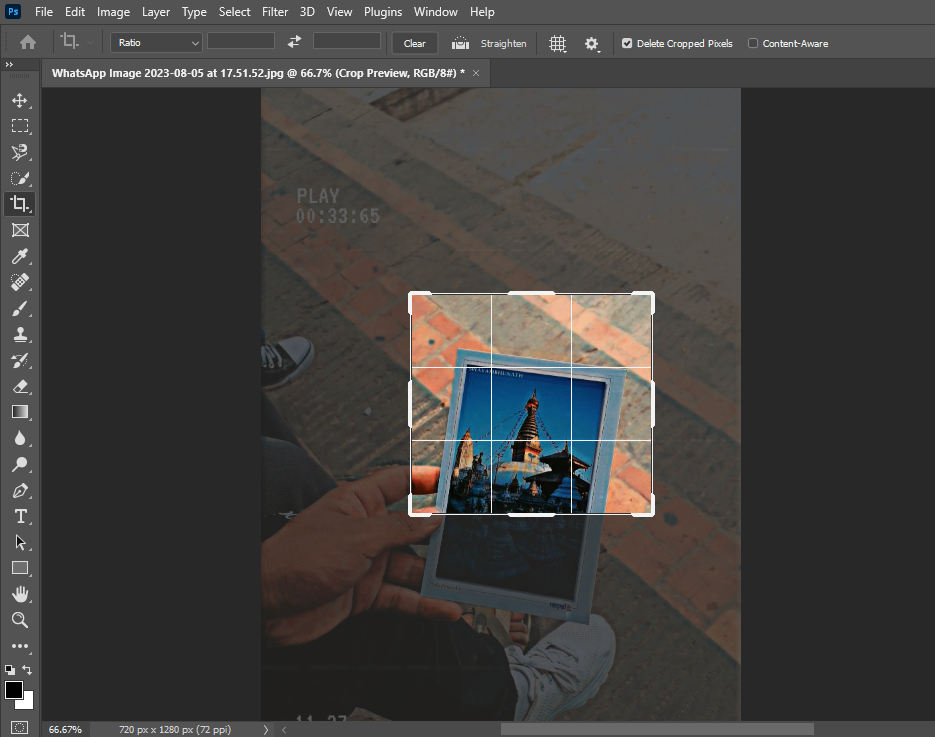 Ps File Edit Image Layer Type Select Filter 3D View Plugins Window Help
Ratio Clear Straighten Delete Cropped Pixels Content-Aware
WhatsApp Image 2023-08-05 at 17.51.52.jpg @ 66.7% (Crop Preview, RGB/8#) * ×
PLAY
00:33:65
66.67% 720 px x 1280 px (72 ppi)